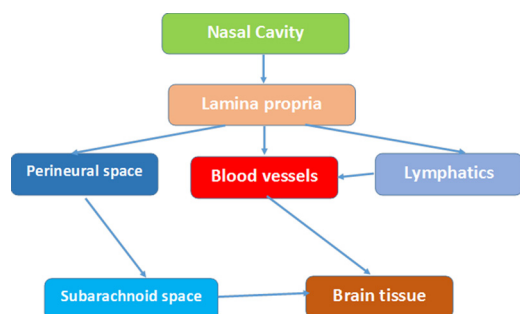 Nasal Cavity
Lamina propria
Perineural space
Blood vessels
Lymphatics
Subarachnoid space
Brain tissue